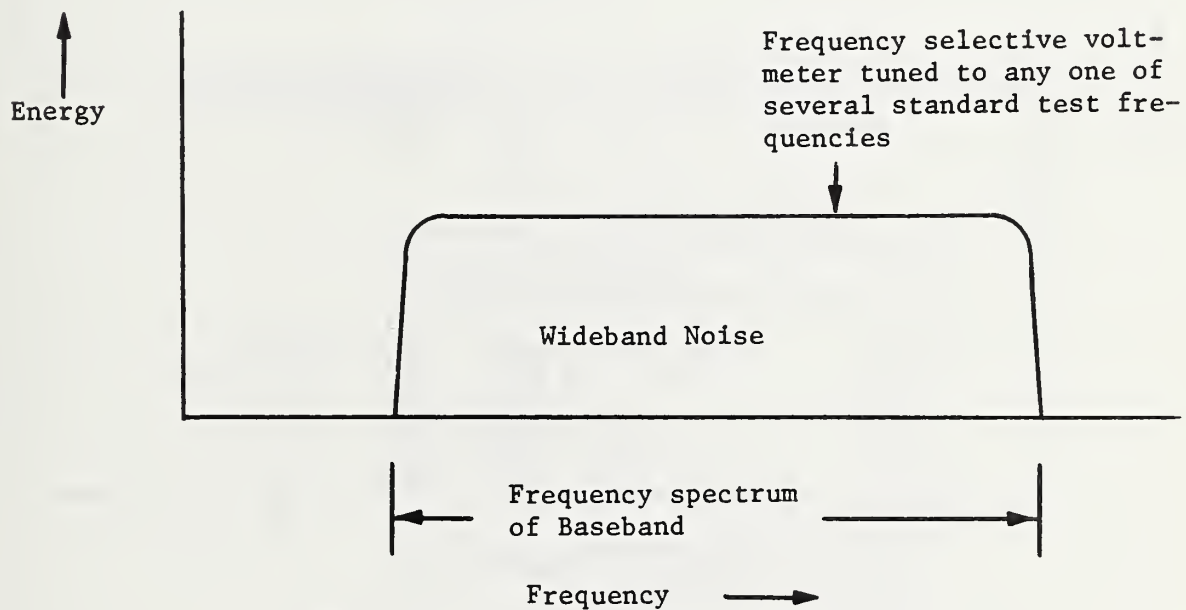 Energy
Frequency selective volt-
meter tuned to any one of
several standard test fre-
quencies
Wideband Noise
Frequency spectrum
of Baseband
Frequency